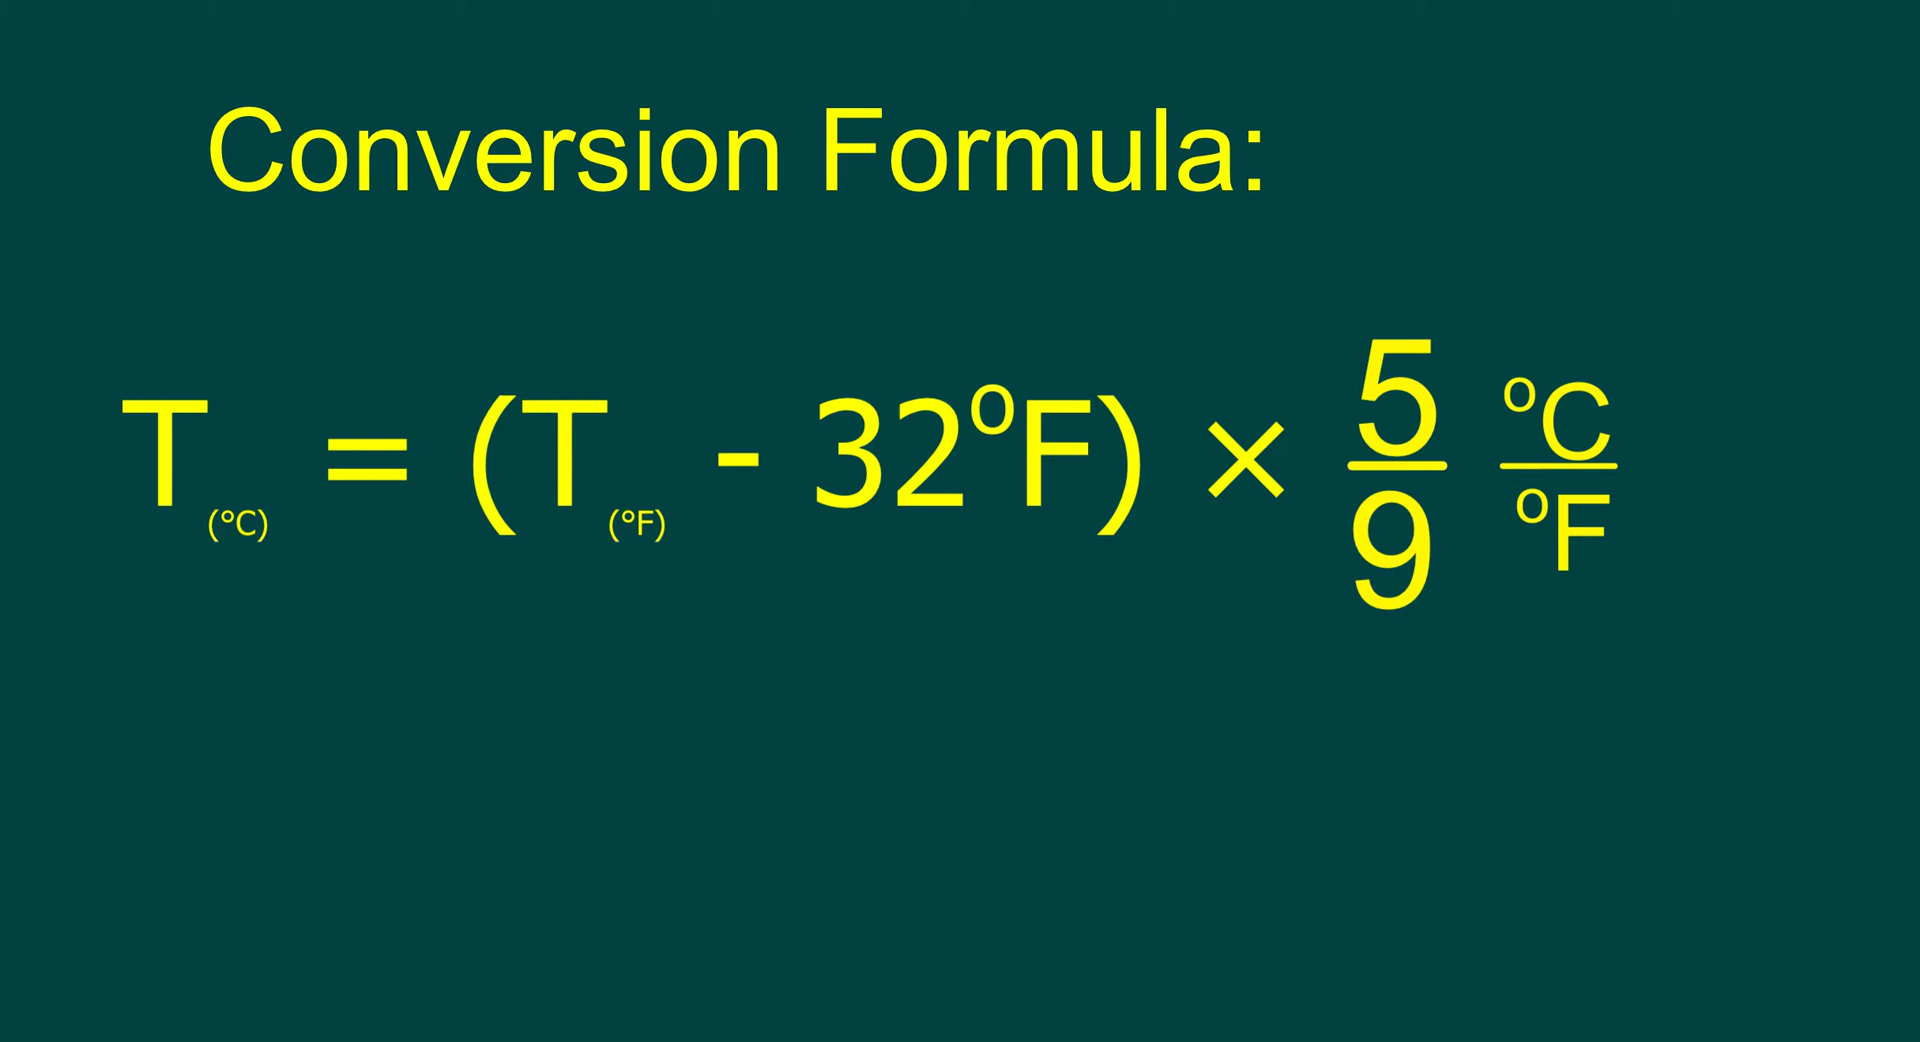 Conversion Formula:
T(°C) = (T(°F) - 32°F) × 5/9 °C/°F